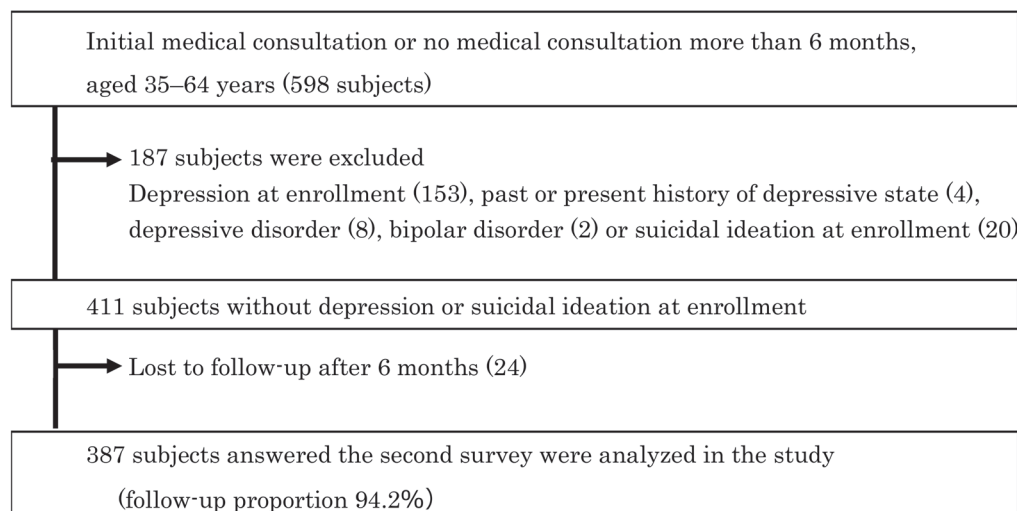 Initial medical consultation or no medical consultation more than 6 months,
aged 35–64 years (598 subjects)
187 subjects were excluded
Depression at enrollment (153), past or present history of depressive state (4),
depressive disorder (8), bipolar disorder (2) or suicidal ideation at enrollment (20)
411 subjects without depression or suicidal ideation at enrollment
Lost to follow-up after 6 months (24)
387 subjects answered the second survey were analyzed in the study
(follow-up proportion 94.2%)